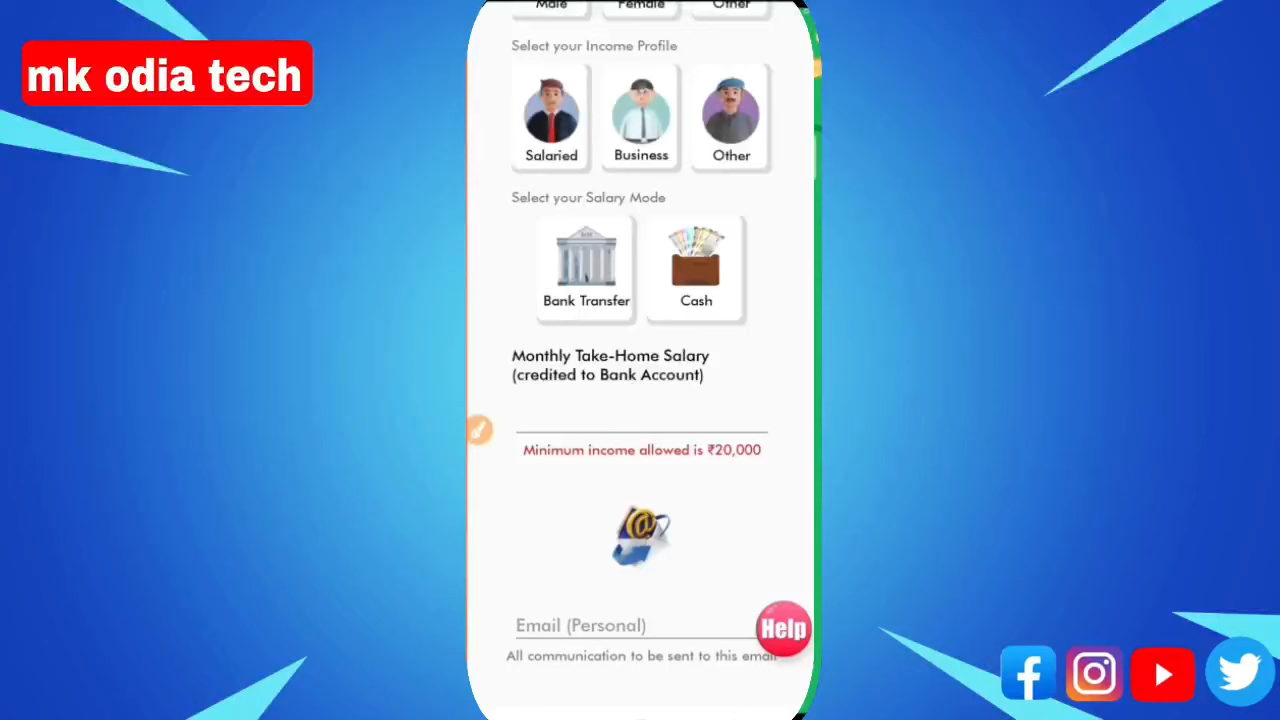 mk odia tech
Male Female Other
Select your Income Profile
Salaried Business Other
Select your Salary Mode
Bank Transfer Cash
Monthly Take-Home Salary
(credited to Bank Account)
Minimum income allowed is ₹20,000
Email (Personal)
Help
All communication to be sent to this email